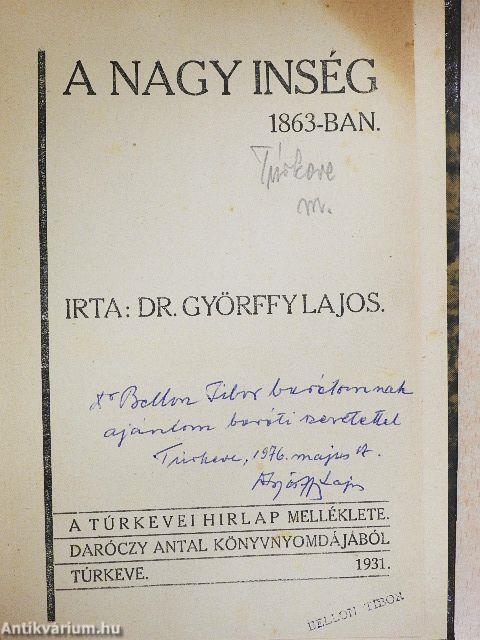 A NAGY INSÉG
1863-BAN.
Túrkeve
m.
IRTA: DR. GYÖRFFY LAJOS.
Dr Bellon Tibor barátomnak
ajánlom baráti szeretettel
Túrkeve, 1976. május 17.
Györffy Lajos
A TÚRKEVEI HIRLAP MELLÉKLETE.
DARÓCZY ANTAL KÖNYVNYOMDÁJÁBÓL
TÚRKEVE. 1931.
BELLON TIBOR
Antikvarium.hu